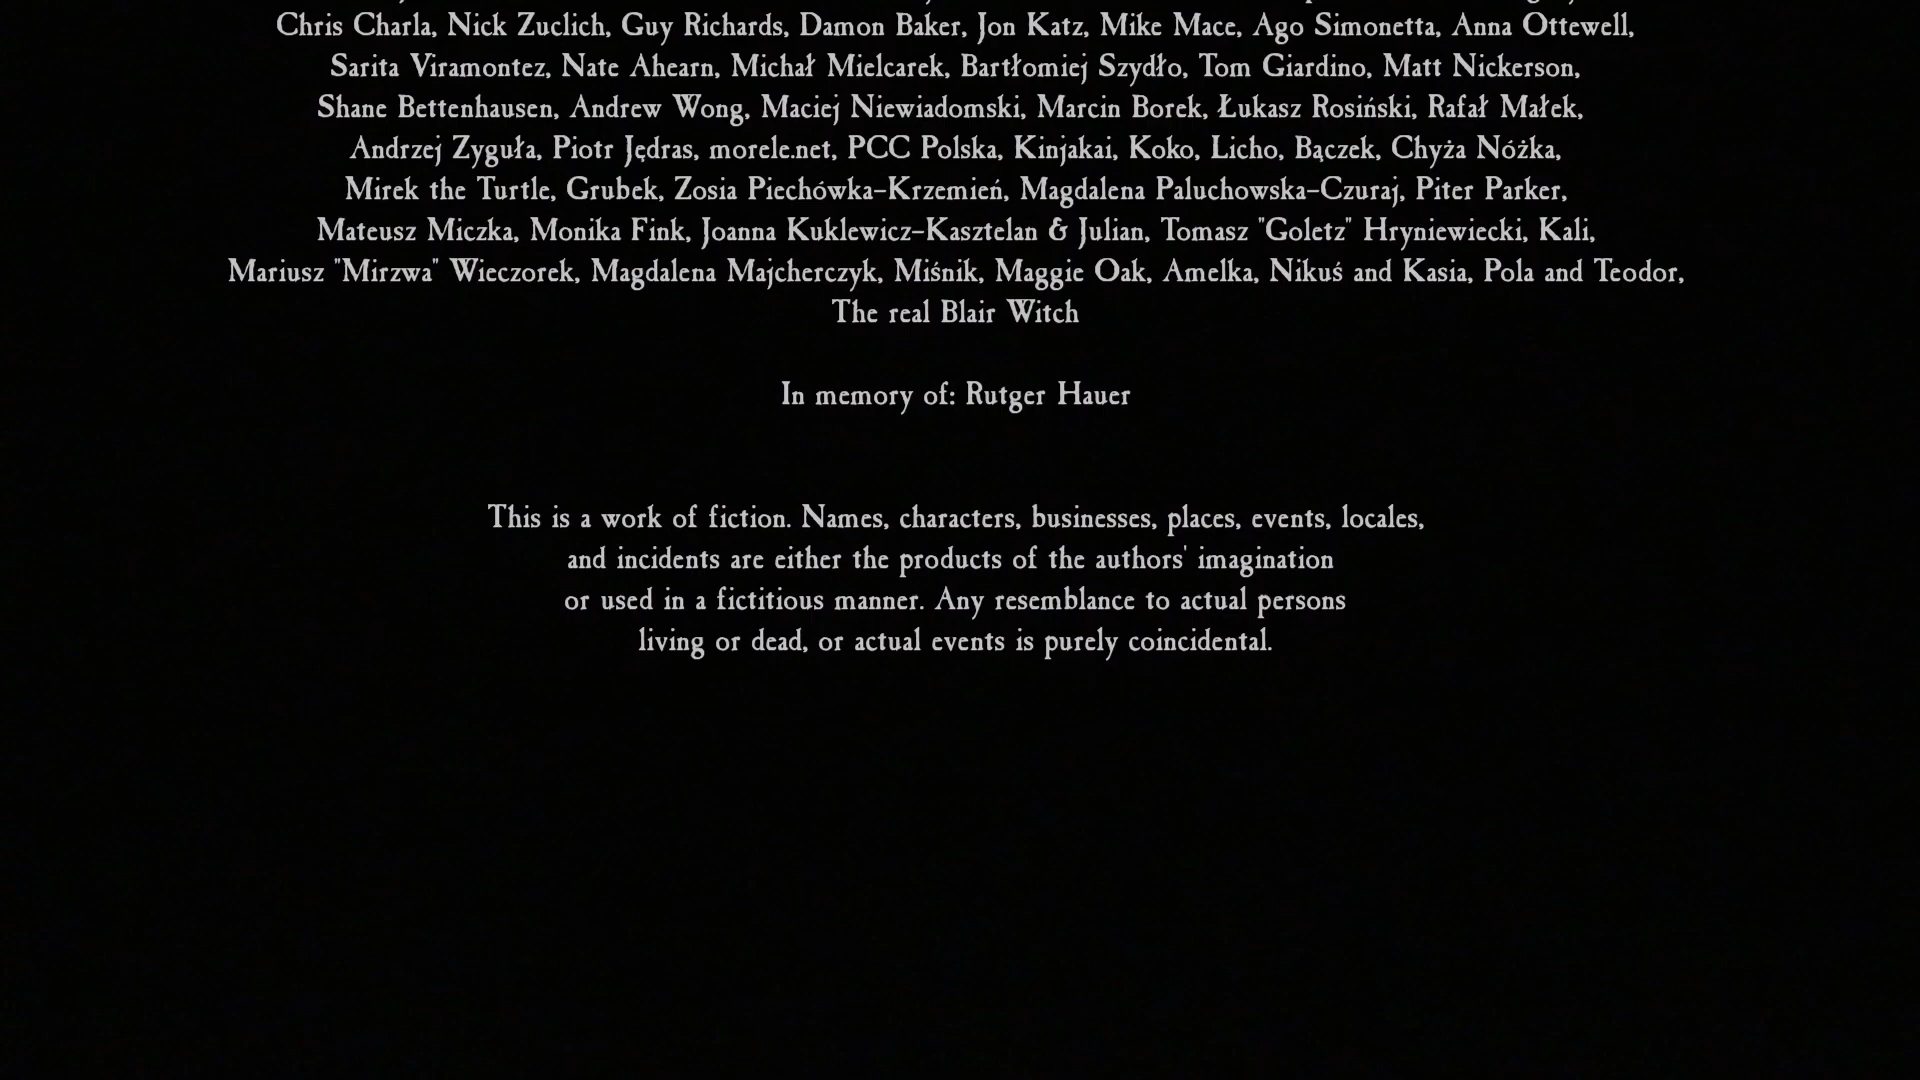 Chris Charla, Nick Zuclich, Guy Richards, Damon Baker, Jon Katz, Mike Mace, Ago Simonetta, Anna Ottewell,
Sarita Viramontez, Nate Ahearn, Michał Mielcarek, Bartłomiej Szydło, Tom Giardino, Matt Nickerson,
Shane Bettenhausen, Andrew Wong, Maciej Niewiadomski, Marcin Borek, Łukasz Rosiński, Rafał Małek,
Andrzej Zyguła, Piotr Jędras, morele.net, PCC Polska, Kinjakai, Koko, Licho, Bączek, Chyża Nóżka,
Mirek the Turtle, Grubek, Zosia Piechówka-Krzemień, Magdalena Paluchowska-Czuraj, Piter Parker,
Mateusz Miczka, Monika Fink, Joanna Kuklewicz-Kasztelan & Julian, Tomasz "Goletz" Hryniewiecki, Kali,
Mariusz "Mirzwa" Wieczorek, Magdalena Majcherczyk, Miśnik, Maggie Oak, Amelka, Nikuś and Kasia, Pola and Teodor,
The real Blair Witch
In memory of: Rutger Hauer
This is a work of fiction. Names, characters, businesses, places, events, locales,
and incidents are either the products of the authors' imagination
or used in a fictitious manner. Any resemblance to actual persons
living or dead, or actual events is purely coincidental.